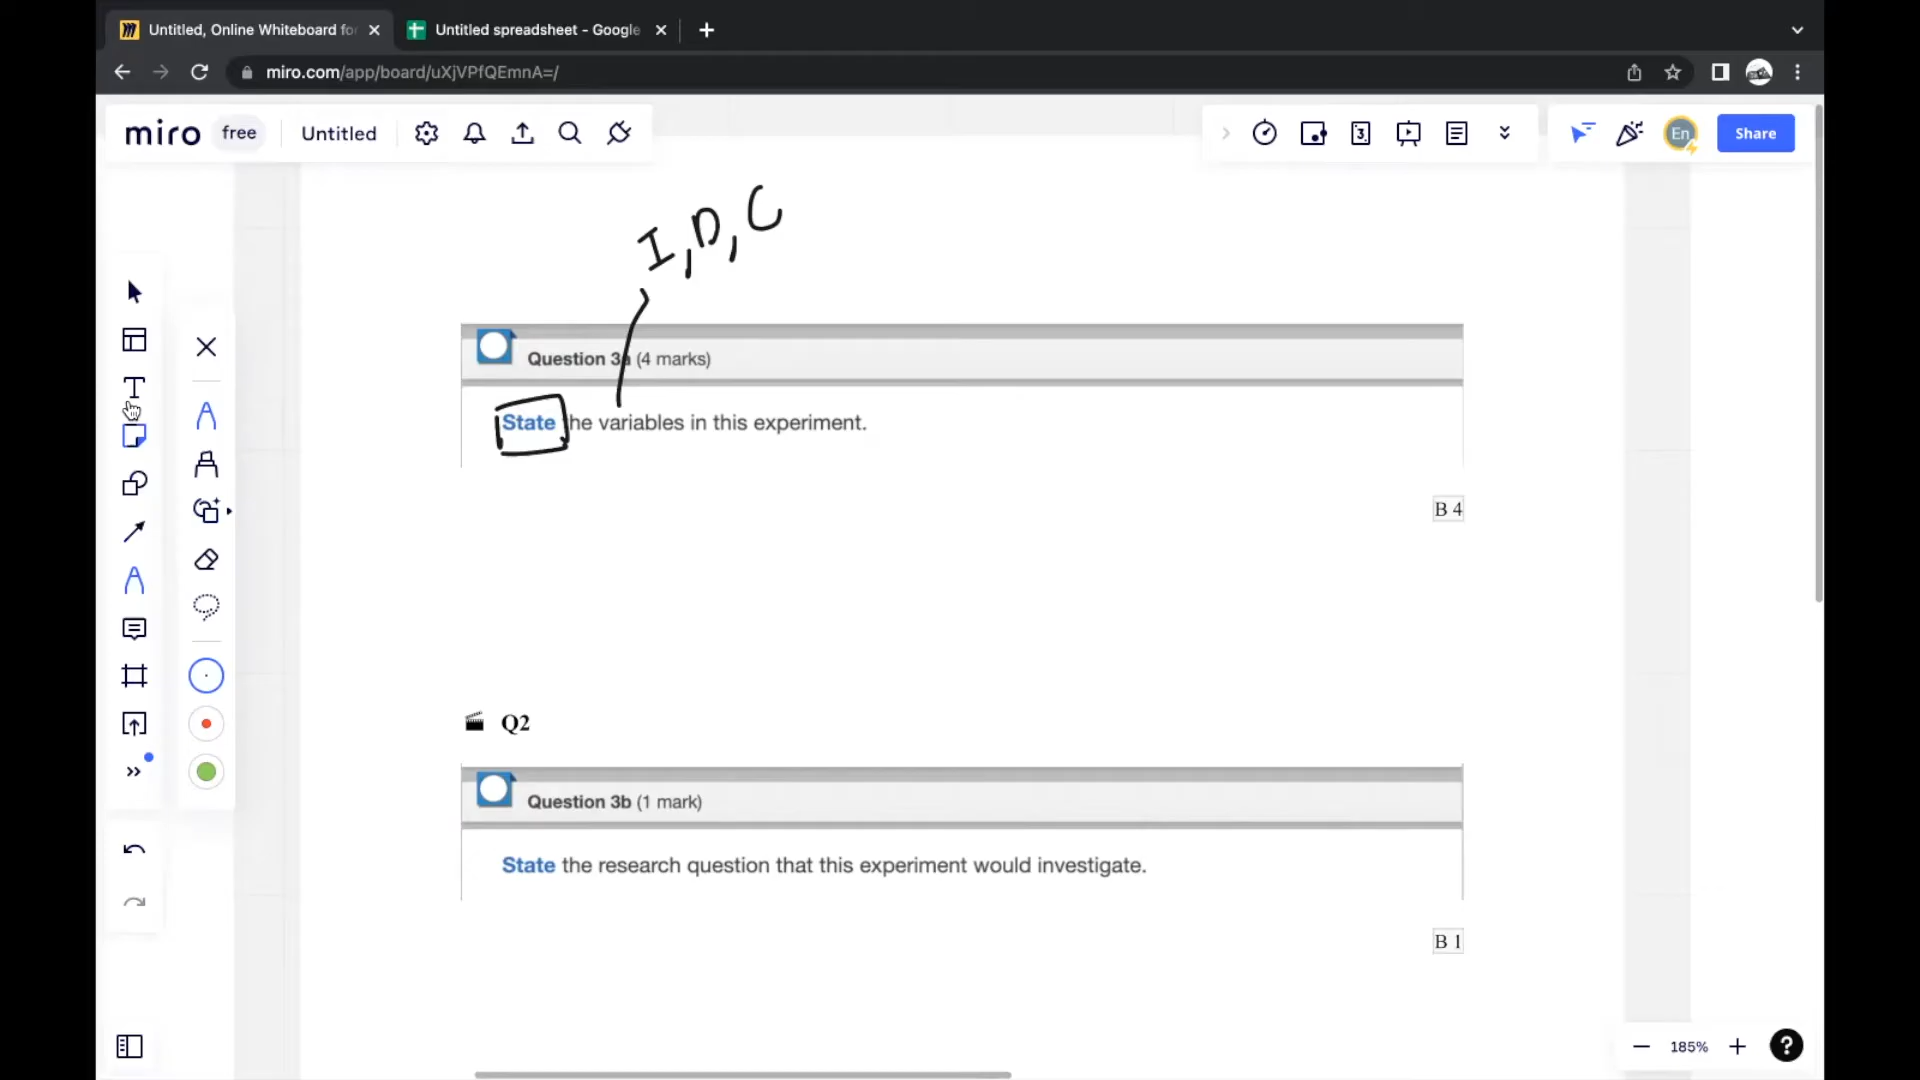 Untitled, Online Whiteboard for
Untitled spreadsheet - Google
miro.com/app/board/uXjVPfQEmnA=/
miro
free
Untitled
3
En
Share
I, D, C
Question 3a (4 marks)
State the variables in this experiment.
B 4
Q2
Question 3b (1 mark)
State the research question that this experiment would investigate.
B 1
185%
?